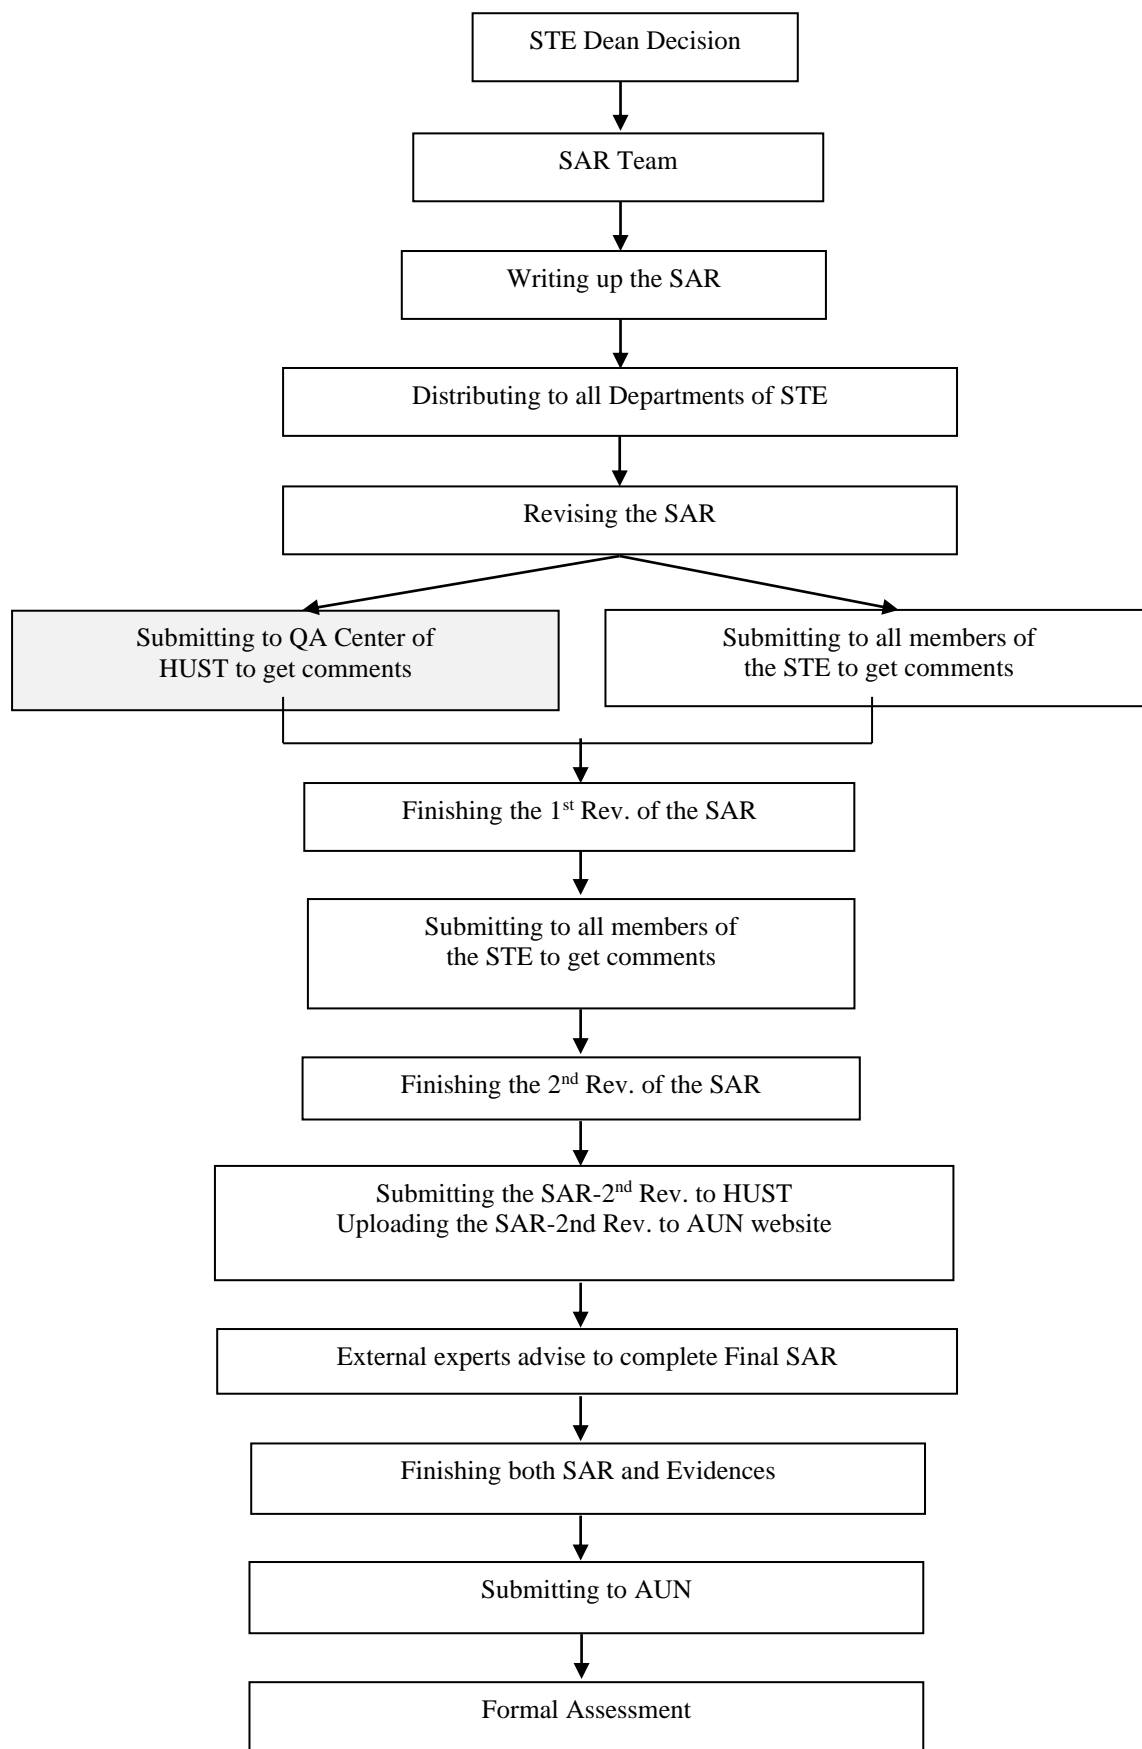 STE Dean Decision
SAR Team
Writing up the SAR
Distributing to all Departments of STE
Revising the SAR
Submitting to QA Center of
HUST to get comments
Submitting to all members of
the STE to get comments
Finishing the 1st Rev. of the SAR
Submitting to all members of
the STE to get comments
Finishing the 2nd Rev. of the SAR
Submitting the SAR-2nd Rev. to HUST
Uploading the SAR-2nd Rev. to AUN website
External experts advise to complete Final SAR
Finishing both SAR and Evidences
Submitting to AUN
Formal Assessment